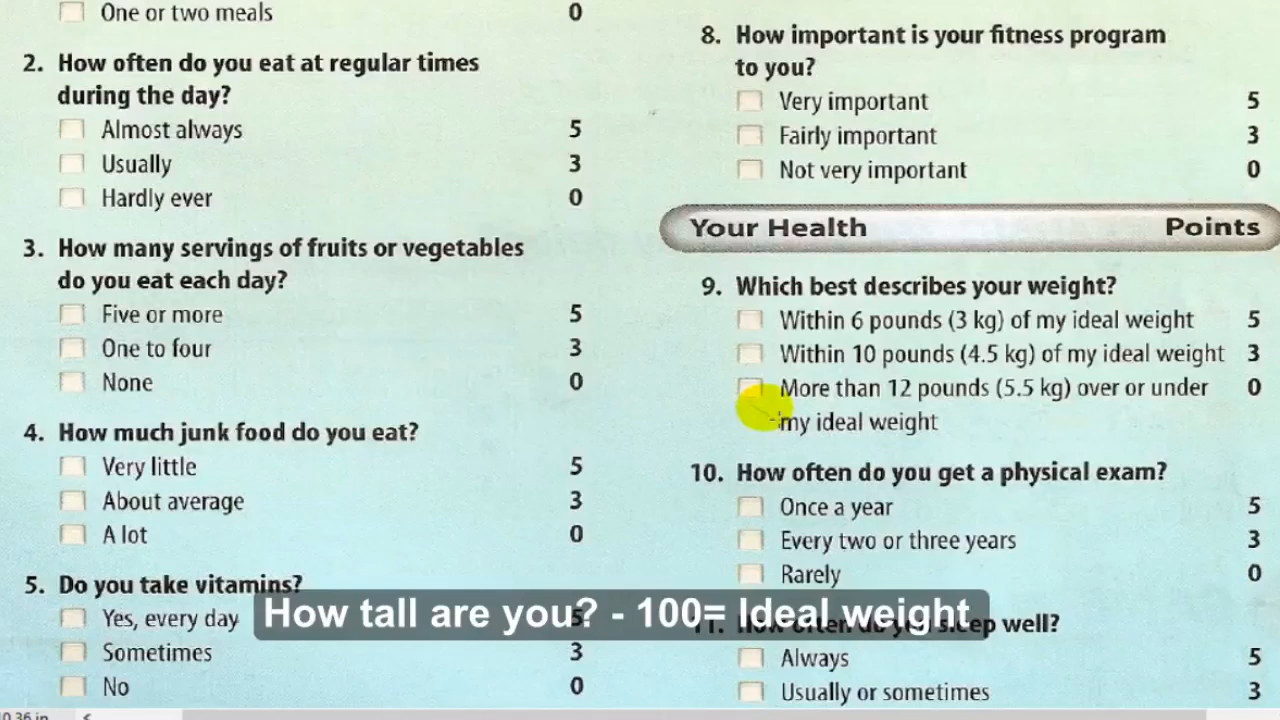 One or two meals 0
2. How often do you eat at regular times
during the day?
Almost always 5
Usually 3
Hardly ever 0
3. How many servings of fruits or vegetables
do you eat each day?
Five or more 5
One to four 3
None 0
4. How much junk food do you eat?
Very little 5
About average 3
A lot 0
5. Do you take vitamins?
Yes, every day 5
Sometimes 3
No 0
8. How important is your fitness program
to you?
Very important 5
Fairly important 3
Not very important 0
Your Health Points
9. Which best describes your weight?
Within 6 pounds (3 kg) of my ideal weight 5
Within 10 pounds (4.5 kg) of my ideal weight 3
More than 12 pounds (5.5 kg) over or under 0
my ideal weight
10. How often do you get a physical exam?
Once a year 5
Every two or three years 3
Rarely 0
11. How often do you sleep well?
Always 5
Usually or sometimes 3
How tall are you? - 100= Ideal weight